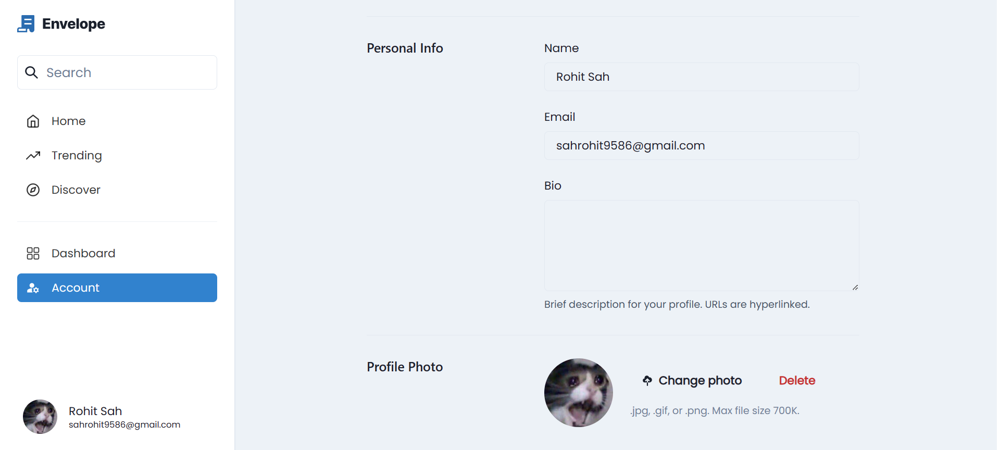 Envelope
Search
Home
Trending
Discover
Dashboard
Account
Rohit Sah
sahrohit9586@gmail.com
Personal Info
Name
Rohit Sah
Email
sahrohit9586@gmail.com
Bio
Brief description for your profile. URLs are hyperlinked.
Profile Photo
Change photo
Delete
.jpg, .gif, or .png. Max file size 700K.